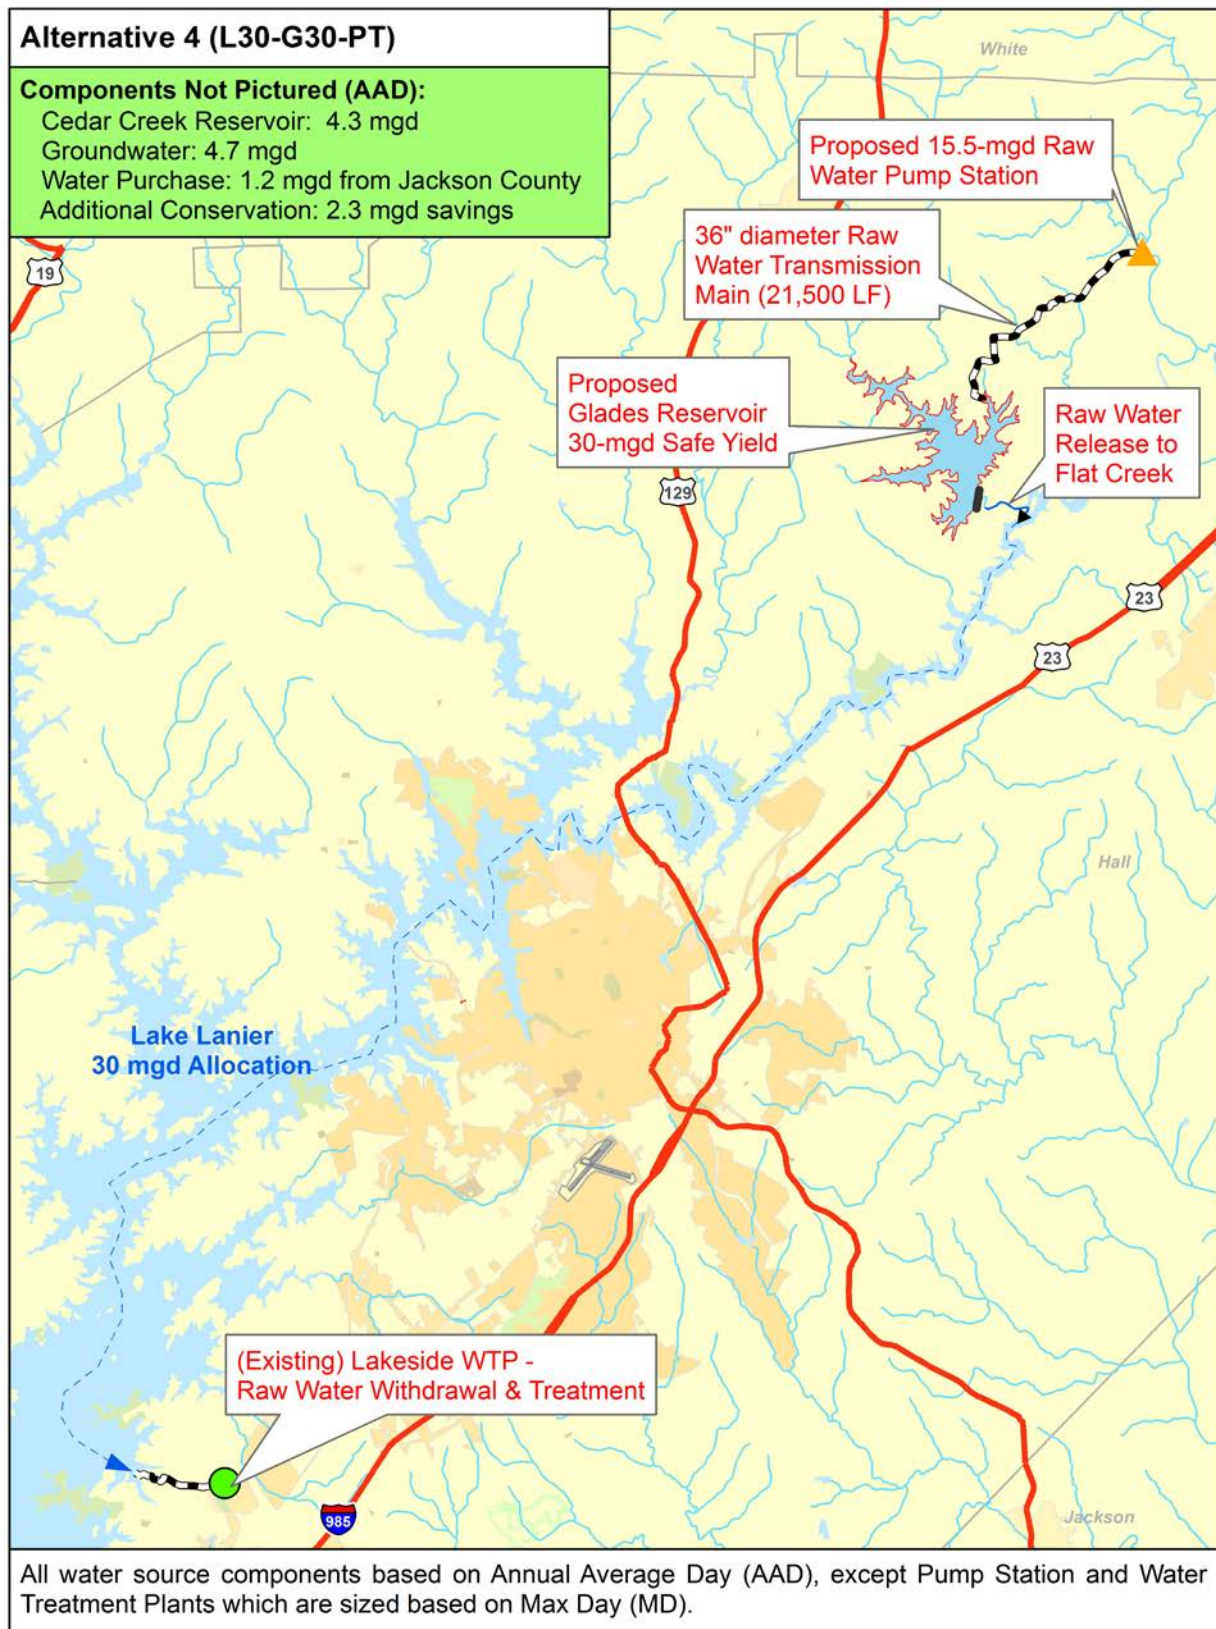 Alternative 4 (L30-G30-PT)
Components Not Pictured (AAD):
Cedar Creek Reservoir: 4.3 mgd
Groundwater: 4.7 mgd
Water Purchase: 1.2 mgd from Jackson County
Additional Conservation: 2.3 mgd savings
White
Proposed 15.5-mgd Raw
Water Pump Station
36" diameter Raw
Water Transmission
Main (21,500 LF)
19
Proposed
Glades Reservoir
30-mgd Safe Yield
Raw Water
Release to
Flat Creek
129
23
23
Hall
Lake Lanier
30 mgd Allocation
(Existing) Lakeside WTP -
Raw Water Withdrawal & Treatment
985
Jackson
All water source components based on Annual Average Day (AAD), except Pump Station and Water
Treatment Plants which are sized based on Max Day (MD).